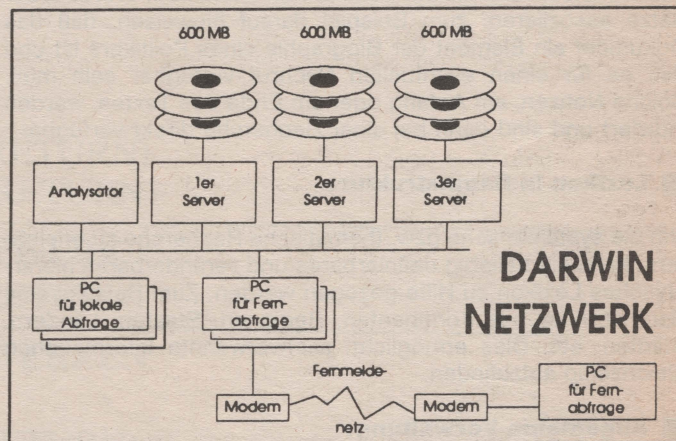 600 MB 600 MB 600 MB
Analysator
1er
Server
2er
Server
3er
Server
PC
für lokale
Abfrage
PC
für Fern-
abfrage
DARWIN
NETZWERK
Fernmelde-
netz
Modem
Modem
PC
für Fern-
abfrage